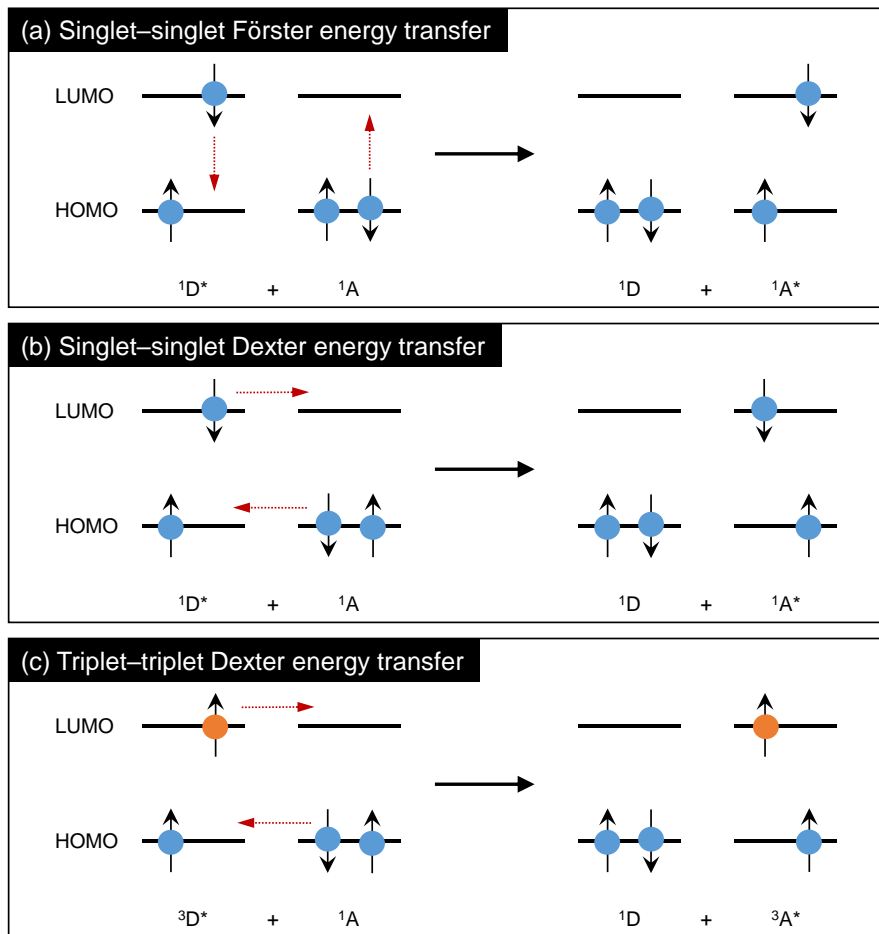 (a) Singlet–singlet Förster energy transfer
LUMO
HOMO
¹D* + ¹A ¹D + ¹A*
(b) Singlet–singlet Dexter energy transfer
LUMO
HOMO
¹D* + ¹A ¹D + ¹A*
(c) Triplet–triplet Dexter energy transfer
LUMO
HOMO
³D* + ¹A ¹D + ³A*